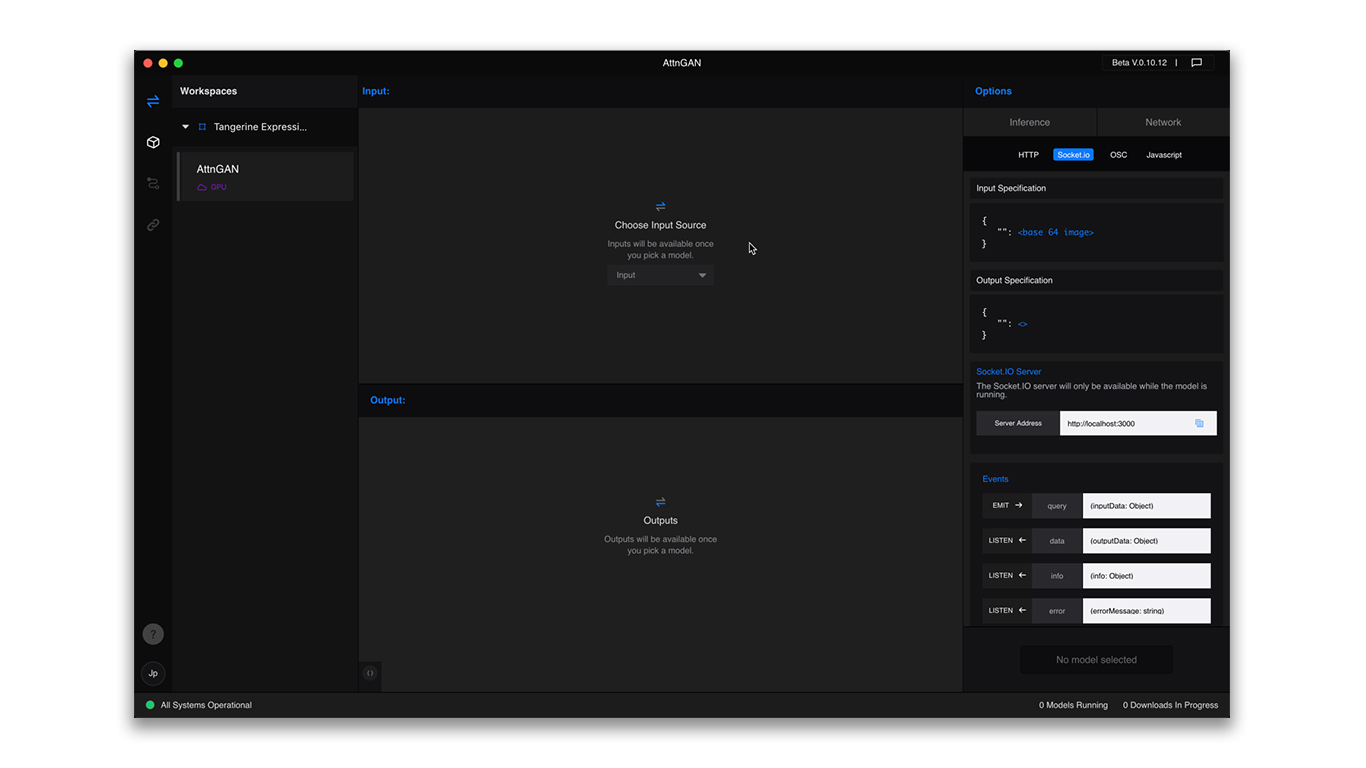 AttnGAN
Beta V.0.10.12 |
Workspaces
Tangerine Expressi...
AttnGAN
GPU
Input:
Choose Input Source
Inputs will be available once
you pick a model.
Input
Output:
Outputs
Outputs will be available once
you pick a model.
Options
Inference Network
HTTP Socket.io OSC Javascript
Input Specification
{
"": <base 64 image>
}
Output Specification
{
"": <>
}
Socket.IO Server
The Socket.IO server will only be available while the model is
running.
Server Address http://localhost:3000
Events
EMIT → query (inputData: Object)
LISTEN ← data (outputData: Object)
LISTEN ← info (info: Object)
LISTEN ← error (errorMessage: string)
No model selected
?
Jp
All Systems Operational
0 Models Running 0 Downloads In Progress